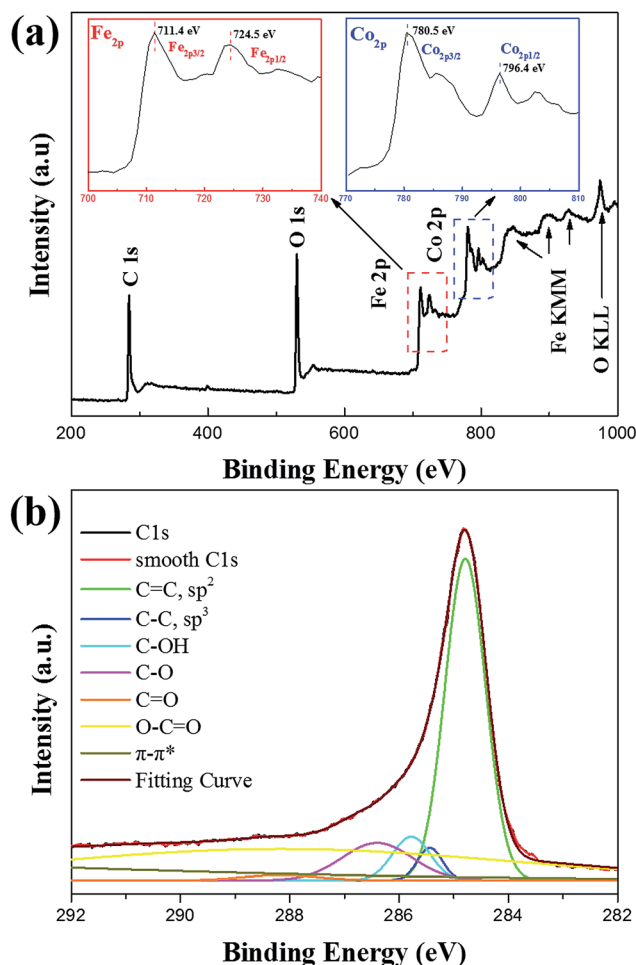 (a)
Fe2p
711.4 eV
Fe2p3/2
724.5 eV
Fe2p1/2
700 710 720 730 740
Co2p
780.5 eV
Co2p3/2
Co2p1/2
796.4 eV
770 780 790 800 810
Intensity (a.u)
C 1s
O 1s
Fe 2p
Co 2p
Fe KMM
O KLL
200 400 600 800 1000
Binding Energy (eV)
(b)
C1s
smooth C1s
C=C, sp²
C-C, sp³
C-OH
C-O
C=O
O-C=O
π-π*
Fitting Curve
Intensity (a.u.)
292 290 288 286 284 282
Binding Energy (eV)